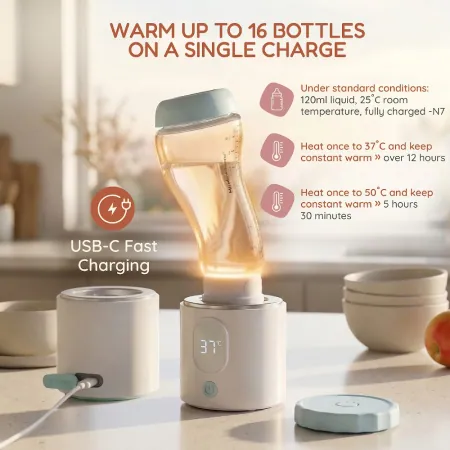 WARM UP TO 16 BOTTLES
ON A SINGLE CHARGE
Under standard conditions:
120ml liquid, 25°C room
temperature, fully charged -N7
Heat once to 37°C and keep
constant warm » over 12 hours
Heat once to 50°C and keep
constant warm » 5 hours
30 minutes
USB-C Fast
Charging
37°C